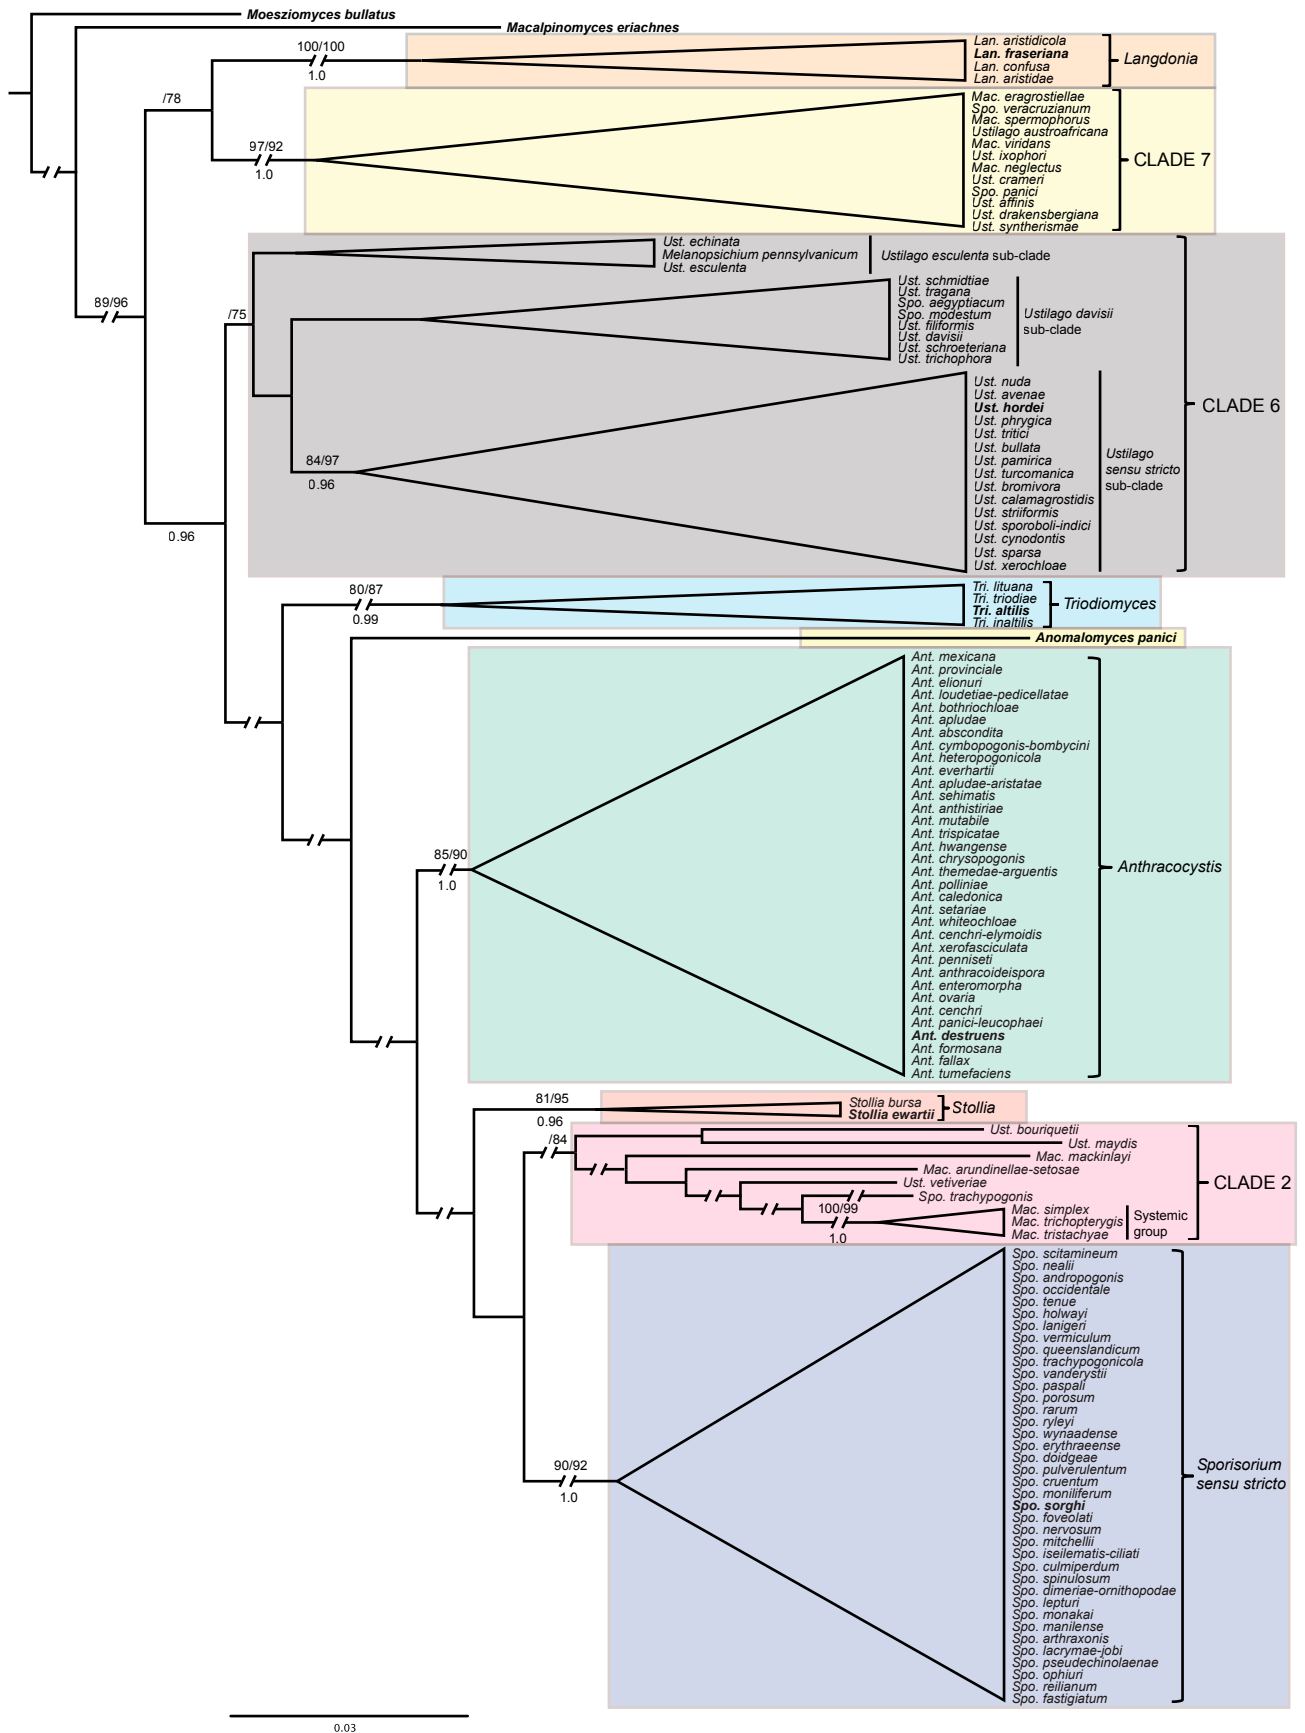 Moesziomyces bullatus
Macalpinomyces eriachnes
100/100
1.0
Lan. aristidicola
Lan. fraseriana
Lan. confusa
Lan. aristidae
Langdonia
/78
97/92
1.0
Mac. eragrostiellae
Spo. veracruzianum
Mac. spermophorus
Ustilago austroafricana
Mac. viridans
Ust. ixophori
Mac. neglectus
Ust. crameri
Spo. panici
Ust. affinis
Ust. drakensbergiana
Ust. syntherismae
CLADE 7
89/96
/75
Ust. echinata
Melanopsichium pennsylvanicum
Ust. esculenta
Ustilago esculenta sub-clade
Ust. schmidtiae
Ust. tragana
Spo. aegyptiacum
Spo. modestum
Ust. filiformis
Ust. davisii
Ust. schroeteriana
Ust. trichophora
Ustilago davisii
sub-clade
84/97
0.96
Ust. nuda
Ust. avenae
Ust. hordei
Ust. phrygica
Ust. tritici
Ust. bullata
Ust. pamirica
Ust. turcomanica
Ust. bromivora
Ust. calamagrostidis
Ust. striiformis
Ust. sporoboli-indici
Ust. cynodontis
Ust. sparsa
Ust. xerochloae
Ustilago
sensu stricto
sub-clade
CLADE 6
0.96
80/87
0.99
Tri. lituana
Tri. triodiae
Tri. altilis
Tri. inaltilis
Triodiomyces
Anomalomyces panici
85/90
1.0
Ant. mexicana
Ant. provinciale
Ant. elionuri
Ant. loudetiae-pedicellatae
Ant. bothriochloae
Ant. apludae
Ant. abscondita
Ant. cymbopogonis-bombycini
Ant. heteropogonicola
Ant. everhartii
Ant. apludae-aristatae
Ant. sehimatis
Ant. anthistiriae
Ant. mutabile
Ant. trispicatae
Ant. hwangense
Ant. chrysopogonis
Ant. themedae-arguentis
Ant. polliniae
Ant. caledonica
Ant. setariae
Ant. whiteochloae
Ant. cenchri-elymoidis
Ant. xerofasciculata
Ant. penniseti
Ant. anthracoideispora
Ant. enteromorpha
Ant. ovaria
Ant. cenchri
Ant. panici-leucophaei
Ant. destruens
Ant. formosana
Ant. fallax
Ant. tumefaciens
Anthracocystis
81/95
0.96
Stollia bursa
Stollia ewartii
Stollia
/84
Ust. bouriquetii
Ust. maydis
Mac. mackinlayi
Mac. arundinellae-setosae
Ust. vetiveriae
Spo. trachypogonis
100/99
1.0
Mac. simplex
Mac. trichopterygis
Mac. tristachyae
Systemic
group
CLADE 2
90/92
1.0
Spo. scitamineum
Spo. nealii
Spo. andropogonis
Spo. occidentale
Spo. tenue
Spo. holwayi
Spo. lanigeri
Spo. vermiculum
Spo. queenslandicum
Spo. trachypogonicola
Spo. vanderystii
Spo. paspali
Spo. porosum
Spo. rarum
Spo. ryleyi
Spo. wynaadense
Spo. erythraeense
Spo. doidgeae
Spo. pulverulentum
Spo. cruentum
Spo. moniliferum
Spo. sorghi
Spo. foveolati
Spo. nervosum
Spo. mitchellii
Spo. iseilematis-ciliati
Spo. culmiperdum
Spo. spinulosum
Spo. dimeriae-ornithopodae
Spo. lepturi
Spo. monakai
Spo. manilense
Spo. arthraxonis
Spo. lacrymae-jobi
Spo. pseudechinolaenae
Spo. ophiuri
Spo. reilianum
Spo. fastigiatum
Sporisorium
sensu stricto
0.03